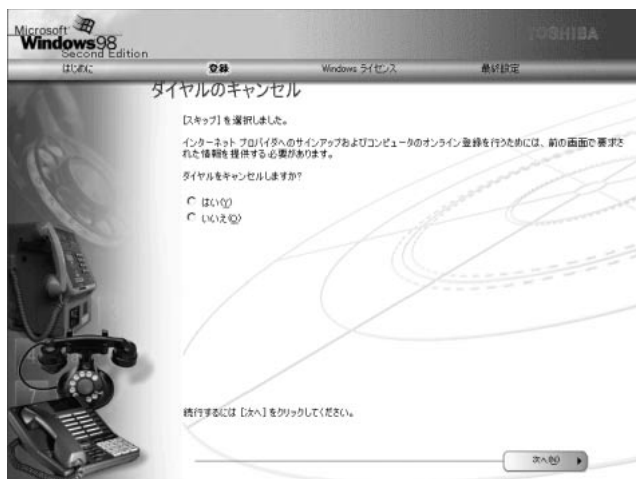 Microsoft
Windows98
Second Edition
TOSHIBA
はじめに 登録 Windows ライセンス 最終設定
ダイヤルのキャンセル
[スキップ] を選択しました。
インターネット プロバイダへのサインアップおよびコンピュータのオンライン登録を行うためには、前の画面で要求さ
れた情報を提供する必要があります。
ダイヤルをキャンセルしますか?
はい(Y)
いいえ(O)
続行するには [次へ] をクリックしてください。
次へ(N)